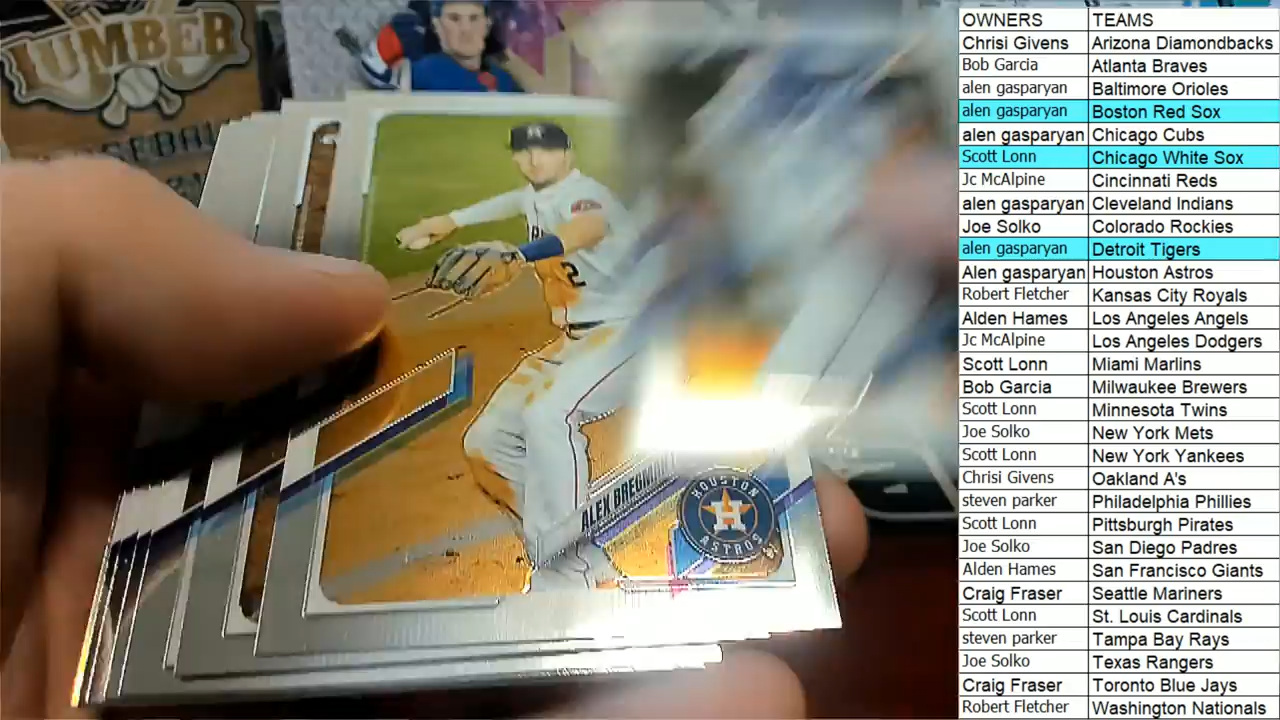 LUMBER
BASEBALL
2
ALEX BREGMAN
HOUSTON
H
ASTROS
OWNERS TEAMS
Chrisi Givens Arizona Diamondbacks
Bob Garcia Atlanta Braves
alen gasparyan Baltimore Orioles
alen gasparyan Boston Red Sox
alen gasparyan Chicago Cubs
Scott Lonn Chicago White Sox
Jc McAlpine Cincinnati Reds
alen gasparyan Cleveland Indians
Joe Solko Colorado Rockies
alen gasparyan Detroit Tigers
Alen gasparyan Houston Astros
Robert Fletcher Kansas City Royals
Alden Hames Los Angeles Angels
Jc McAlpine Los Angeles Dodgers
Scott Lonn Miami Marlins
Bob Garcia Milwaukee Brewers
Scott Lonn Minnesota Twins
Joe Solko New York Mets
Scott Lonn New York Yankees
Chrisi Givens Oakland A's
steven parker Philadelphia Phillies
Scott Lonn Pittsburgh Pirates
Joe Solko San Diego Padres
Alden Hames San Francisco Giants
Craig Fraser Seattle Mariners
Scott Lonn St. Louis Cardinals
steven parker Tampa Bay Rays
Joe Solko Texas Rangers
Craig Fraser Toronto Blue Jays
Robert Fletcher Washington Nationals